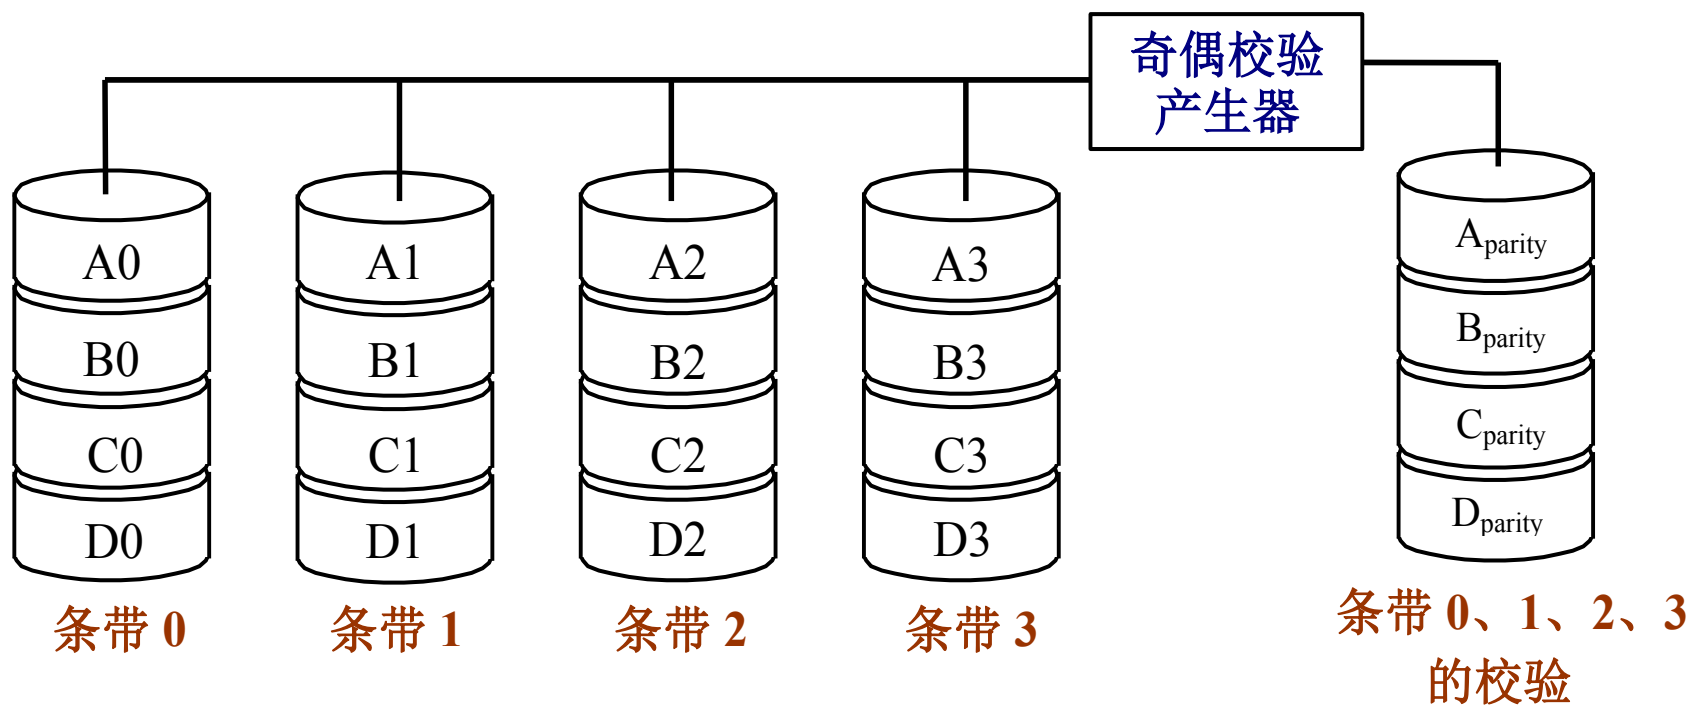 奇偶校验
产生器
A0 A1 A2 A3 Aparity
B0 B1 B2 B3 Bparity
C0 C1 C2 C3 Cparity
D0 D1 D2 D3 Dparity
条带 0 条带 1 条带 2 条带 3 条带 0、1、2、3
的校验